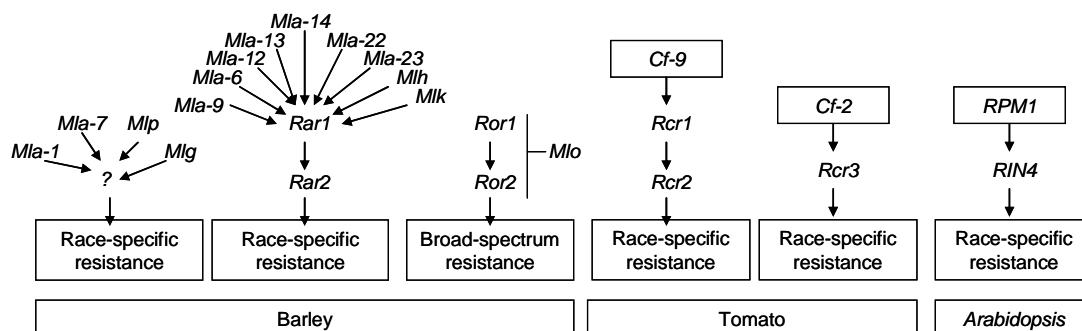 Mla-14
Mla-13
Mla-22
Mla-12
Mla-23
Mla-6
Mlh
Mla-9
Mlk
Rar1
Rar2
Mla-7
Mlp
Mla-1
Mlg
?
Ror1
Mlo
Ror2
Cf-9
Rcr1
Rcr2
Cf-2
Rcr3
RPM1
RIN4
Race-specific
resistance
Race-specific
resistance
Broad-spectrum
resistance
Race-specific
resistance
Race-specific
resistance
Race-specific
resistance
Barley
Tomato
Arabidopsis